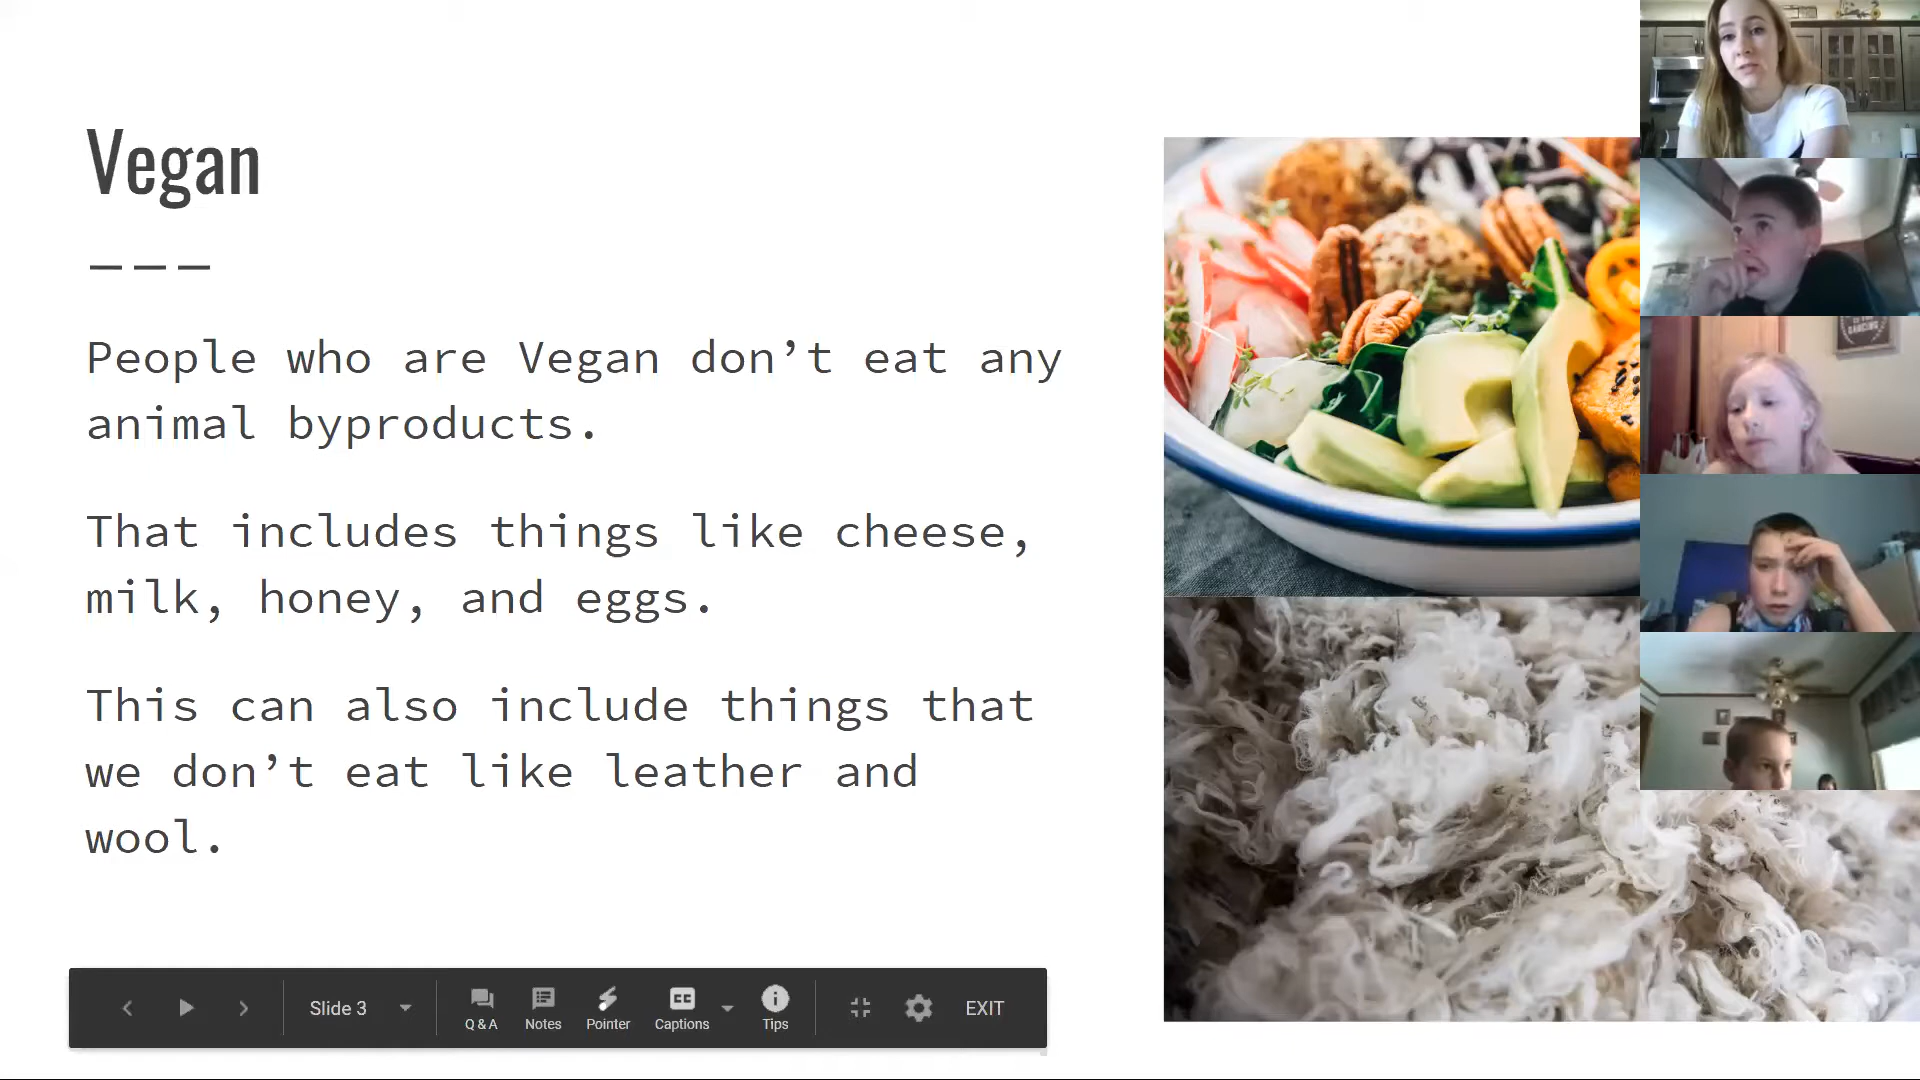 Vegan
People who are Vegan don’t eat any
animal byproducts.
That includes things like cheese,
milk, honey, and eggs.
This can also include things that
we don’t eat like leather and
wool.
Slide 3
Q & A
Notes
Pointer
CC
Captions
Tips
EXIT
DANCING